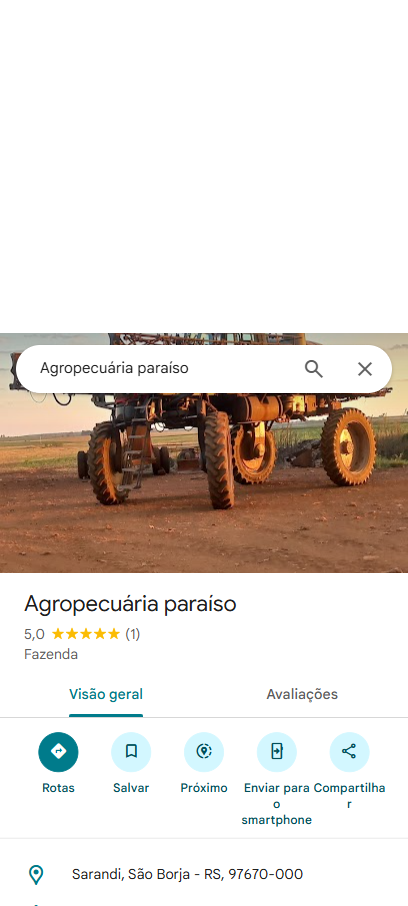 Agropecuária paraíso
Agropecuária paraíso
5,0 (1)
Fazenda
Visão geral
Avaliações
Rotas
Salvar
Próximo
Enviar para
o
smartphone
Compartilha
r
Sarandi, São Borja - RS, 97670-000